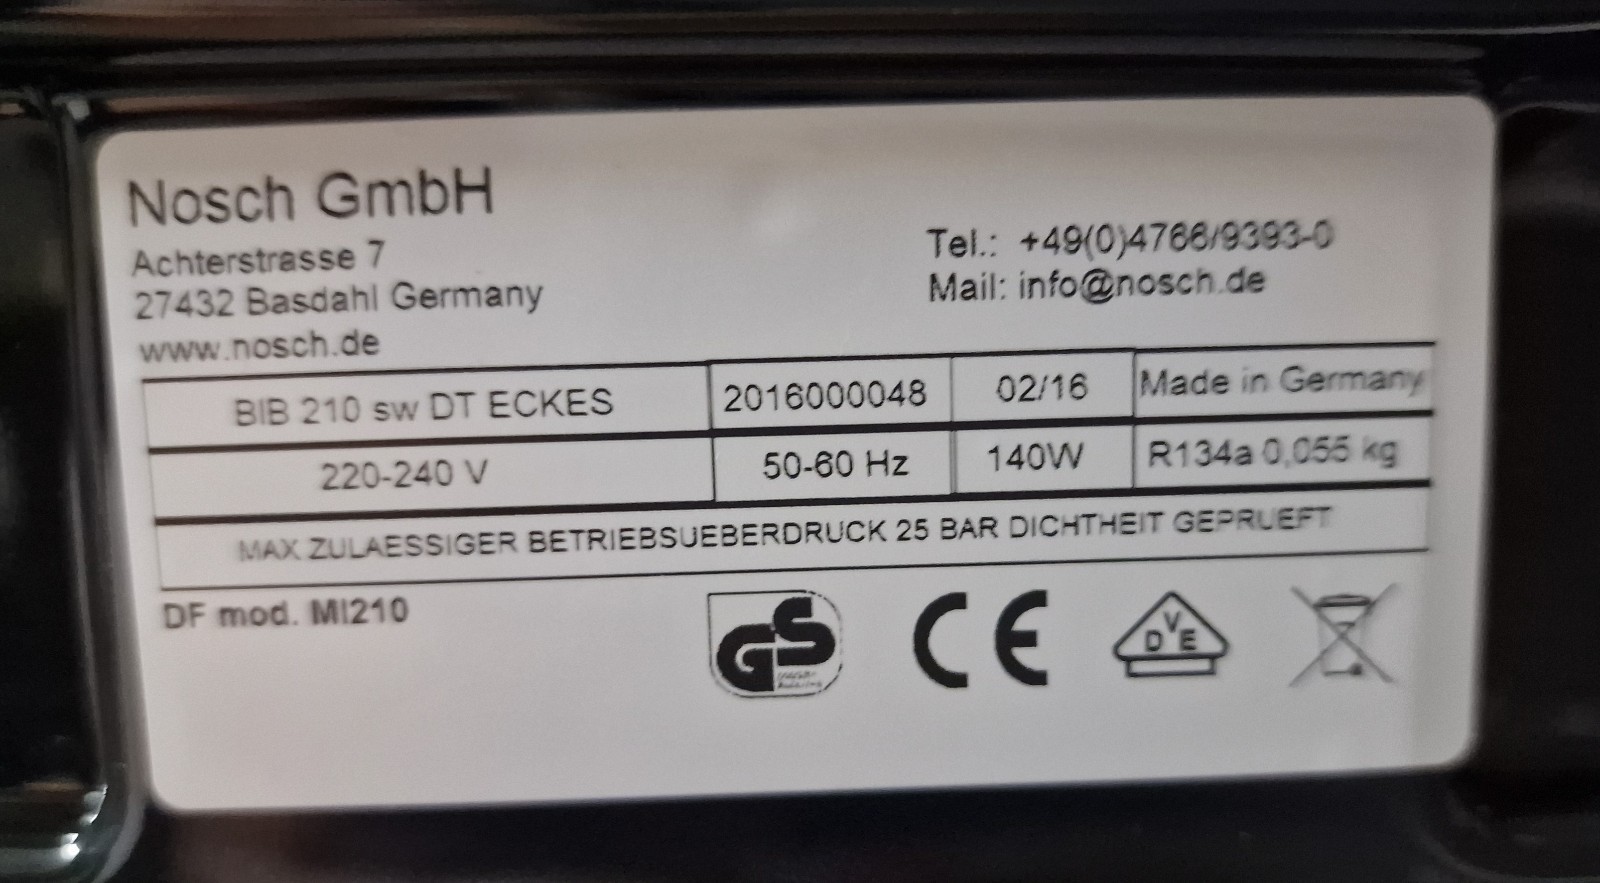 Nosch GmbH
Achterstrasse 7
27432 Basdahl Germany
www.nosch.de
Tel.: +49(0)4766/9393-0
Mail: info@nosch.de
BIB 210 sw DT ECKES 2016000048 02/16 Made in Germany
220-240 V 50-60 Hz 140W R134a 0,055 kg
MAX ZULAESSIGER BETRIEBSUEBERDRUCK 25 BAR DICHTHEIT GEPRUEFT
DF mod. MI210
GS CE DVE